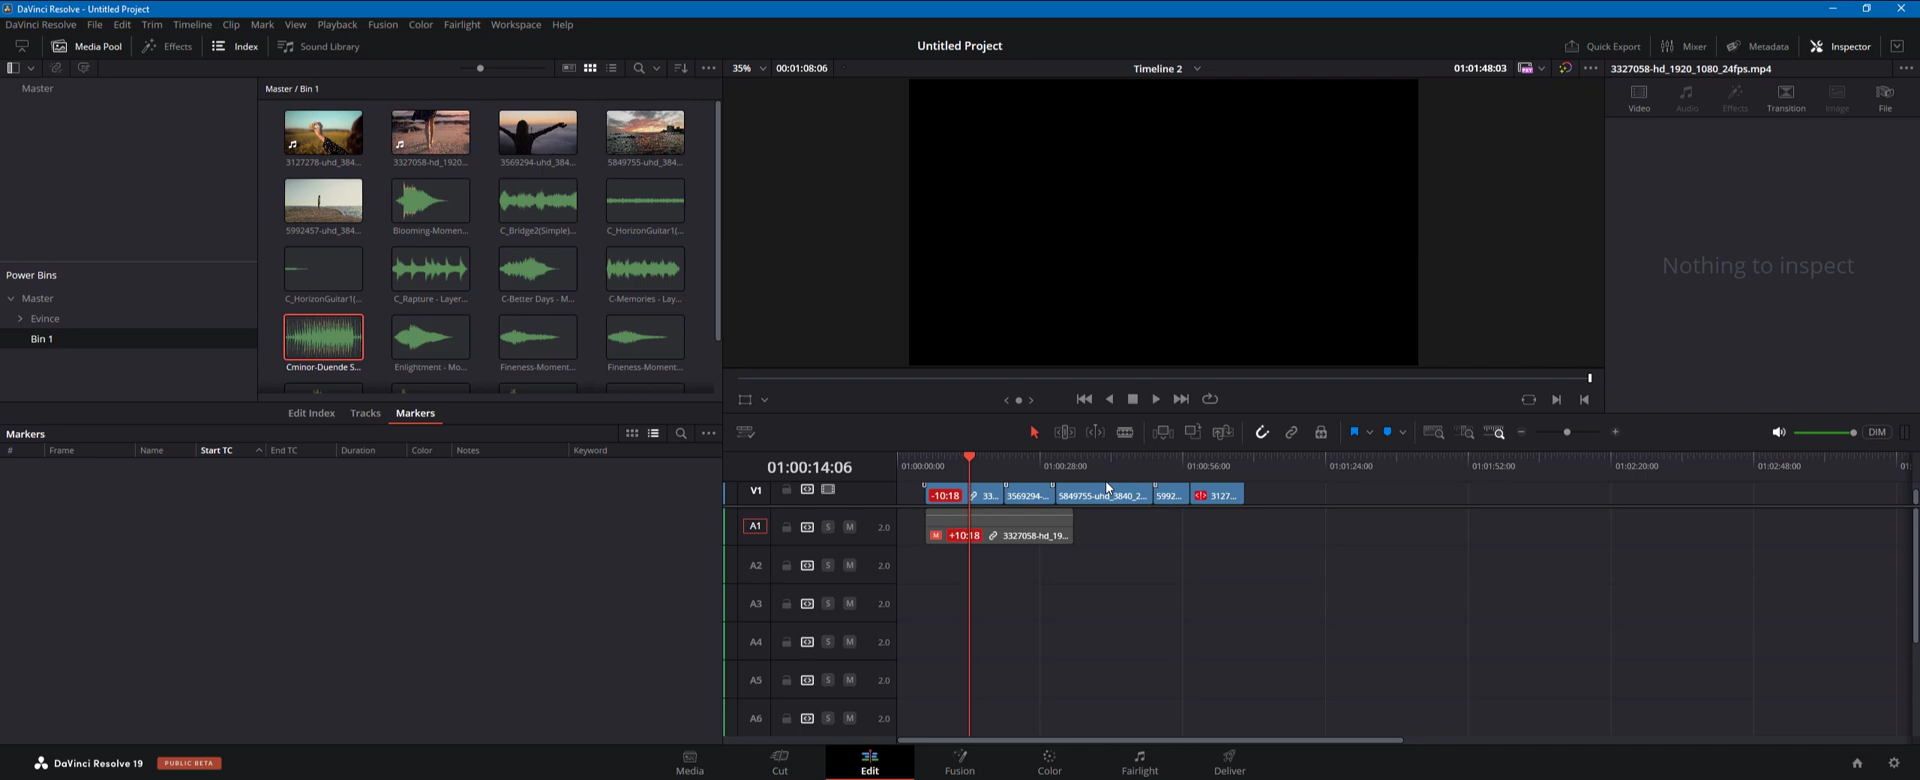 DaVinci Resolve - Untitled Project
DaVinci Resolve File Edit Trim Timeline Clip Mark View Playback Fusion Color Fairlight Workspace Help
Media Pool Effects Index Sound Library Untitled Project Quick Export Mixer Metadata Inspector
35% 00:01:08:06 Timeline 2 01:01:48:03 3327058-hd_1920_1080_24fps.mp4
Master Master / Bin 1
Video Audio Effects Transition Image File
3127278-uhd_384... 3327058-hd_1920... 3569294-uhd_384... 5849755-uhd_384...
5992457-uhd_384... Blooming-Momen... C_Bridge2(Simple)... C_HorizonGuitar1(...
Nothing to inspect
Power Bins
Master
C_HorizonGuitar1(... C_Rapture - Layer... C-Better Days - M... C-Memories - Lay...
Evince
Bin 1
Cminor-Duende S... Enlightment - Mo... Fineness-Moment... Fineness-Moment...
Edit Index Tracks Markers
Markers
DIM
# Frame Name Start TC End TC Duration Color Notes Keyword
01:00:14:06 01:00:00:00 01:00:28:00 01:00:56:00 01:01:24:00 01:01:52:00 01:02:20:00 01:02:48:00 01:
V1 -10:18 33... 3569294-... 5849755-uhd_3840_2... 5992... 3127...
A1 S M 2.0 M +10:18 3327058-hd_19...
A2 S M 2.0
A3 S M 2.0
A4 S M 2.0
A5 S M 2.0
A6 S M 2.0
DaVinci Resolve 19 PUBLIC BETA Media Cut Edit Fusion Color Fairlight Deliver